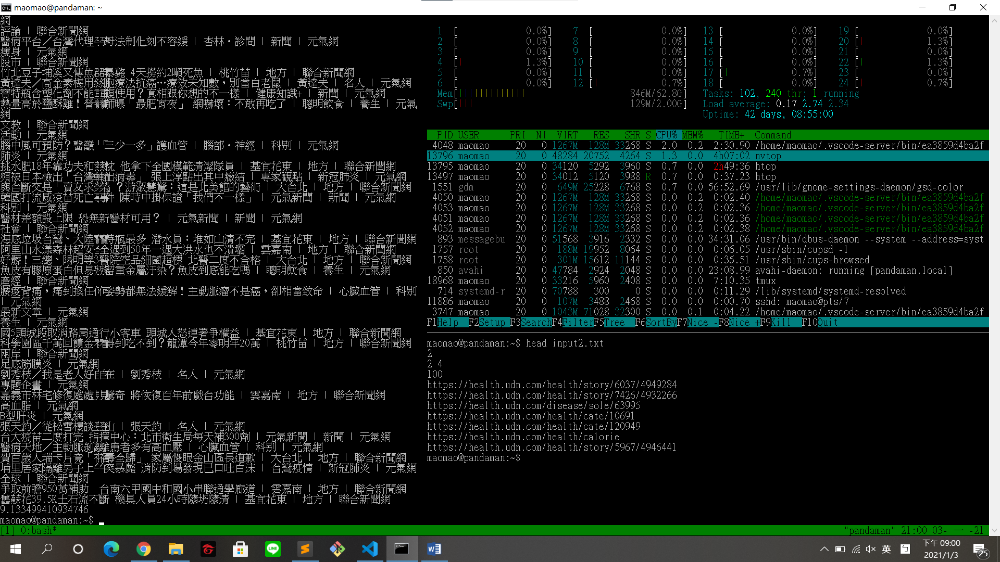 maomao@pandaman: ~
網
評論 | 聯合新聞網
醫病平台／台灣代理孕母法制化刻不容緩 | 杏林・診間 | 新聞 | 元氣網
瘦身 | 元氣網
股市 | 聯合新聞網
竹北豆子埔溪又傳魚群暴斃 4天撈約2噸死魚 | 桃竹苗 | 地方 | 聯合新聞網
黃達夫／高金素梅用細胞療法抗癌…療效未知數，別當白老鼠 | 黃達夫 | 名人 | 元氣網
寶特瓶含塑化劑不能重複使用？真相跟你想的不一樣 | 健康知識+ | 新聞 | 元氣網
熱量高於鹽酥雞！營養師曝「最肥宵夜」 網嚇壞：不敢再吃了 | 聰明飲食 | 養生 | 元氣
網
文教 | 聯合新聞網
活動 | 元氣網
腦中風可預防？醫籲「三少一多」護血管 | 腦部・神經 | 科別 | 元氣網
肺炎 | 元氣網
挑水肥18年靠功夫和熱忱 他拿下全國模範清潔隊員 | 基宜花東 | 地方 | 聯合新聞網
頻被日本檢出「台灣輸出病毒」 張上淳點出其中癥結 | 專家觀點 | 新冠肺炎 | 元氣網
與台斷交是「賣友求榮」？游淑慧驚：這是北美館的藝術 | 大台北 | 地方 | 聯合新聞網
韓國打流感疫苗死亡事件 陳時中掛保證「我們不一樣」 | 元氣新聞 | 新聞 | 元氣網
科別 | 元氣網
醫材差額設上限 恐無新醫材可用？ | 元氣新聞 | 新聞 | 元氣網
社會 | 聯合新聞網
海底垃圾台灣、大陸寶特瓶最多 潛水員：堆如山清不完 | 基宜花東 | 地方 | 聯合新聞網
阿里山水漾森林超安全遇到50年一遇大洪水也不潰壩 | 雲嘉南 | 地方 | 聯合新聞網
好髒！三總、陽明等3醫院空品細菌超標 北醫二度不合格 | 大台北 | 地方 | 聯合新聞網
魚皮有膠原蛋白但易殘留重金屬汙染？魚皮到底能吃嗎 | 聰明飲食 | 養生 | 元氣網
產經 | 聯合新聞網
腰痠背痛，痛到換任何姿勢都無法緩解！主動脈瘤不是癌，卻相當致命 | 心臟血管 | 科別
| 元氣網
最新文章 | 元氣網
養生 | 元氣網
國5頭城段取消路肩通行小客車 頭城人怒連署爭權益 | 基宜花東 | 地方 | 聯合新聞網
科學園區千萬回饋金看得到吃不到？龍潭今年零明年20萬 | 桃竹苗 | 地方 | 聯合新聞網
兩岸 | 聯合新聞網
足底筋膜炎 | 元氣網
劉秀枝／我是老人好自在 | 劉秀枝 | 名人 | 元氣網
專題企畫 | 元氣網
嘉義市林宅修復處處見驚奇 將恢復百年前戲台功能 | 雲嘉南 | 地方 | 聯合新聞網
高血脂 | 元氣網
B型肝炎 | 元氣網
張天鈞／從松雪樓談登山 | 張天鈞 | 名人 | 元氣網
台大疫苗二度打完 指揮中心：北市衛生局每天補300劑 | 元氣新聞 | 新聞 | 元氣網
醫病天地／主動脈剝離患者多有高血壓 | 心臟血管 | 科別 | 元氣網
賀百歲人瑞卡片竟「福壽全歸」 家屬傻眼金山區長道歉 | 大台北 | 地方 | 聯合新聞網
埔里居家隔離男子上午突暴斃 消防到場發現已口吐白沫 | 台灣疫情 | 新冠肺炎 | 元氣網
全球 | 聯合新聞網
爭取前瞻950萬補助 台南六甲國中和國小串聯通學廊道 | 雲嘉南 | 地方 | 聯合新聞網
舊蘇花39.5K土石流不斷 機具人員24小時隨坍隨清 | 基宜花東 | 地方 | 聯合新聞網
9.133499410934746
maomao@pandaman:~$
1 [ 0.0%] 7 [ 0.0%] 13 [ 0.0%] 19 [ 0.0%]
2 [ 0.0%] 8 [ 0.0%] 14 [ 0.0%] 20 [| 1.3%]
3 [ 0.0%] 9 [ 0.0%] 15 [ 0.0%] 21 [ 0.0%]
4 [| 1.3%] 10 [ 0.0%] 16 [ 0.0%] 22 [| 1.3%]
5 [ 0.0%] 11 [ 0.0%] 17 [| 0.7%] 23 [ 0.0%]
6 [ 0.0%] 12 [| 0.7%] 18 [ 0.0%] 24 [| 0.7%]
Mem[||||||||||||| 846M/62.8G] Tasks: 102, 240 thr; 1 running
Swp[||| 129M/2.00G] Load average: 0.17 2.74 2.34
Uptime: 42 days, 08:55:00
PID USER PRI NI VIRT RES SHR S CPU% MEM% TIME+ Command
4048 maomao 20 0 1267M 128M 33268 S 2.0 0.2 2:30.90 /home/maomao/.vscode-server/bin/ea3859d4ba2f
13796 maomao 20 0 48284 20752 4264 S 1.3 0.0 4h07:02 nvtop
13795 maomao 20 0 34120 5292 3960 S 0.7 0.0 2h49:36 htop
13497 maomao 20 0 34012 5120 3988 R 0.7 0.0 0:37.23 htop
1551 gdm 20 0 649M 25228 6768 S 0.7 0.0 56:52.69 /usr/lib/gnome-settings-daemon/gsd-color
4050 maomao 20 0 1267M 128M 33268 S 0.0 0.2 0:02.40 /home/maomao/.vscode-server/bin/ea3859d4ba2f
4053 maomao 20 0 1267M 128M 33268 S 0.0 0.2 0:02.36 /home/maomao/.vscode-server/bin/ea3859d4ba2f
4051 maomao 20 0 1267M 128M 33268 S 0.0 0.2 0:02.36 /home/maomao/.vscode-server/bin/ea3859d4ba2f
4052 maomao 20 0 1267M 128M 33268 S 0.0 0.2 0:02.38 /home/maomao/.vscode-server/bin/ea3859d4ba2f
893 messagebu 20 0 51568 3916 2332 S 0.0 0.0 34:31.06 /usr/bin/dbus-daemon --system --address=syst
1757 root 20 0 188M 19952 8064 S 0.0 0.0 0:06.05 /usr/sbin/cupsd -l
1758 root 20 0 301M 15612 11144 S 0.0 0.0 0:35.51 /usr/sbin/cups-browsed
850 avahi 20 0 47784 2924 2048 S 0.0 0.0 23:08.99 avahi-daemon: running [pandaman.local]
18968 maomao 20 0 33216 5960 2408 S 0.0 0.0 7:10.35 tmux
714 systemd-r 20 0 70788 300 0 S 0.0 0.0 0:11.29 /lib/systemd/systemd-resolved
11886 maomao 20 0 107M 3488 2468 S 0.0 0.0 0:00.70 sshd: maomao@pts/7
3747 maomao 20 0 1043M 71028 32300 S 0.0 0.1 0:04.22 /home/maomao/.vscode-server/bin/ea3859d4ba2f
F1Help F2Setup F3SearchF4FilterF5Tree F6SortByF7Nice -F8Nice +F9Kill F10Quit
maomao@pandaman:~$ head input2.txt
2
2 4
100
https://health.udn.com/health/story/6037/4949284
https://health.udn.com/health/story/7426/4932266
https://health.udn.com/disease/sole/63995
https://health.udn.com/health/cate/10691
https://health.udn.com/health/cate/120949
https://health.udn.com/health/calorie
https://health.udn.com/health/story/5967/4946441
maomao@pandaman:~$
[1] 0:bash* "pandaman" 21:00 03- 一 -21
LINE
英
下午 09:00
2021/1/3
25